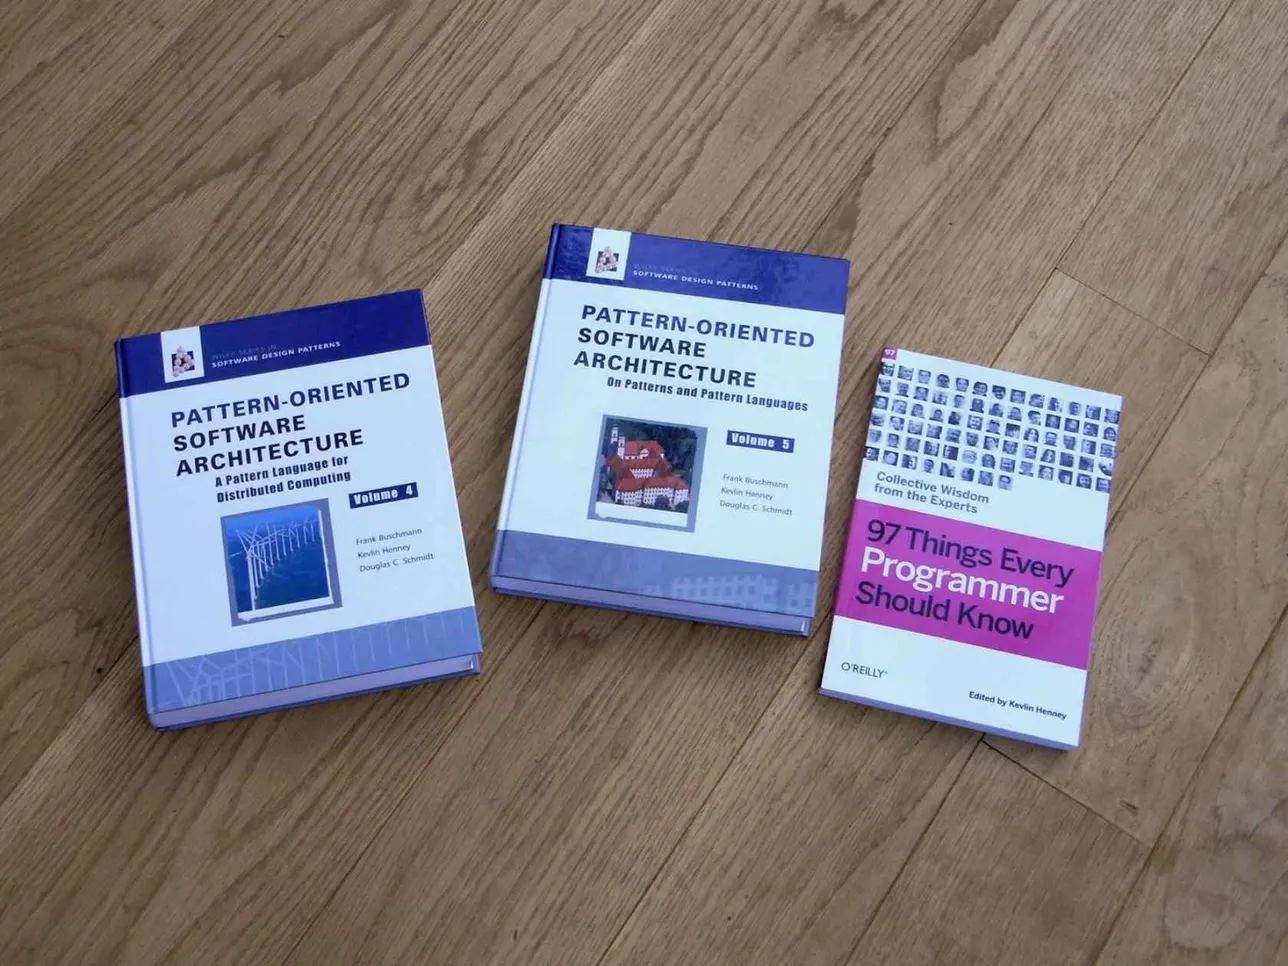 WILEY SERIES IN
SOFTWARE DESIGN PATTERNS
PATTERN-ORIENTED
SOFTWARE
ARCHITECTURE
A Pattern Language for
Distributed Computing
Volume 4
Frank Buschmann
Kevlin Henney
Douglas C. Schmidt
WILEY SERIES IN
SOFTWARE DESIGN PATTERNS
PATTERN-ORIENTED
SOFTWARE
ARCHITECTURE
On Patterns and Pattern Languages
Volume 5
Frank Buschmann
Kevlin Henney
Douglas C. Schmidt
97
Collective Wisdom
from the Experts
97 Things Every
Programmer
Should Know
O'REILLY
Edited by Kevlin Henney